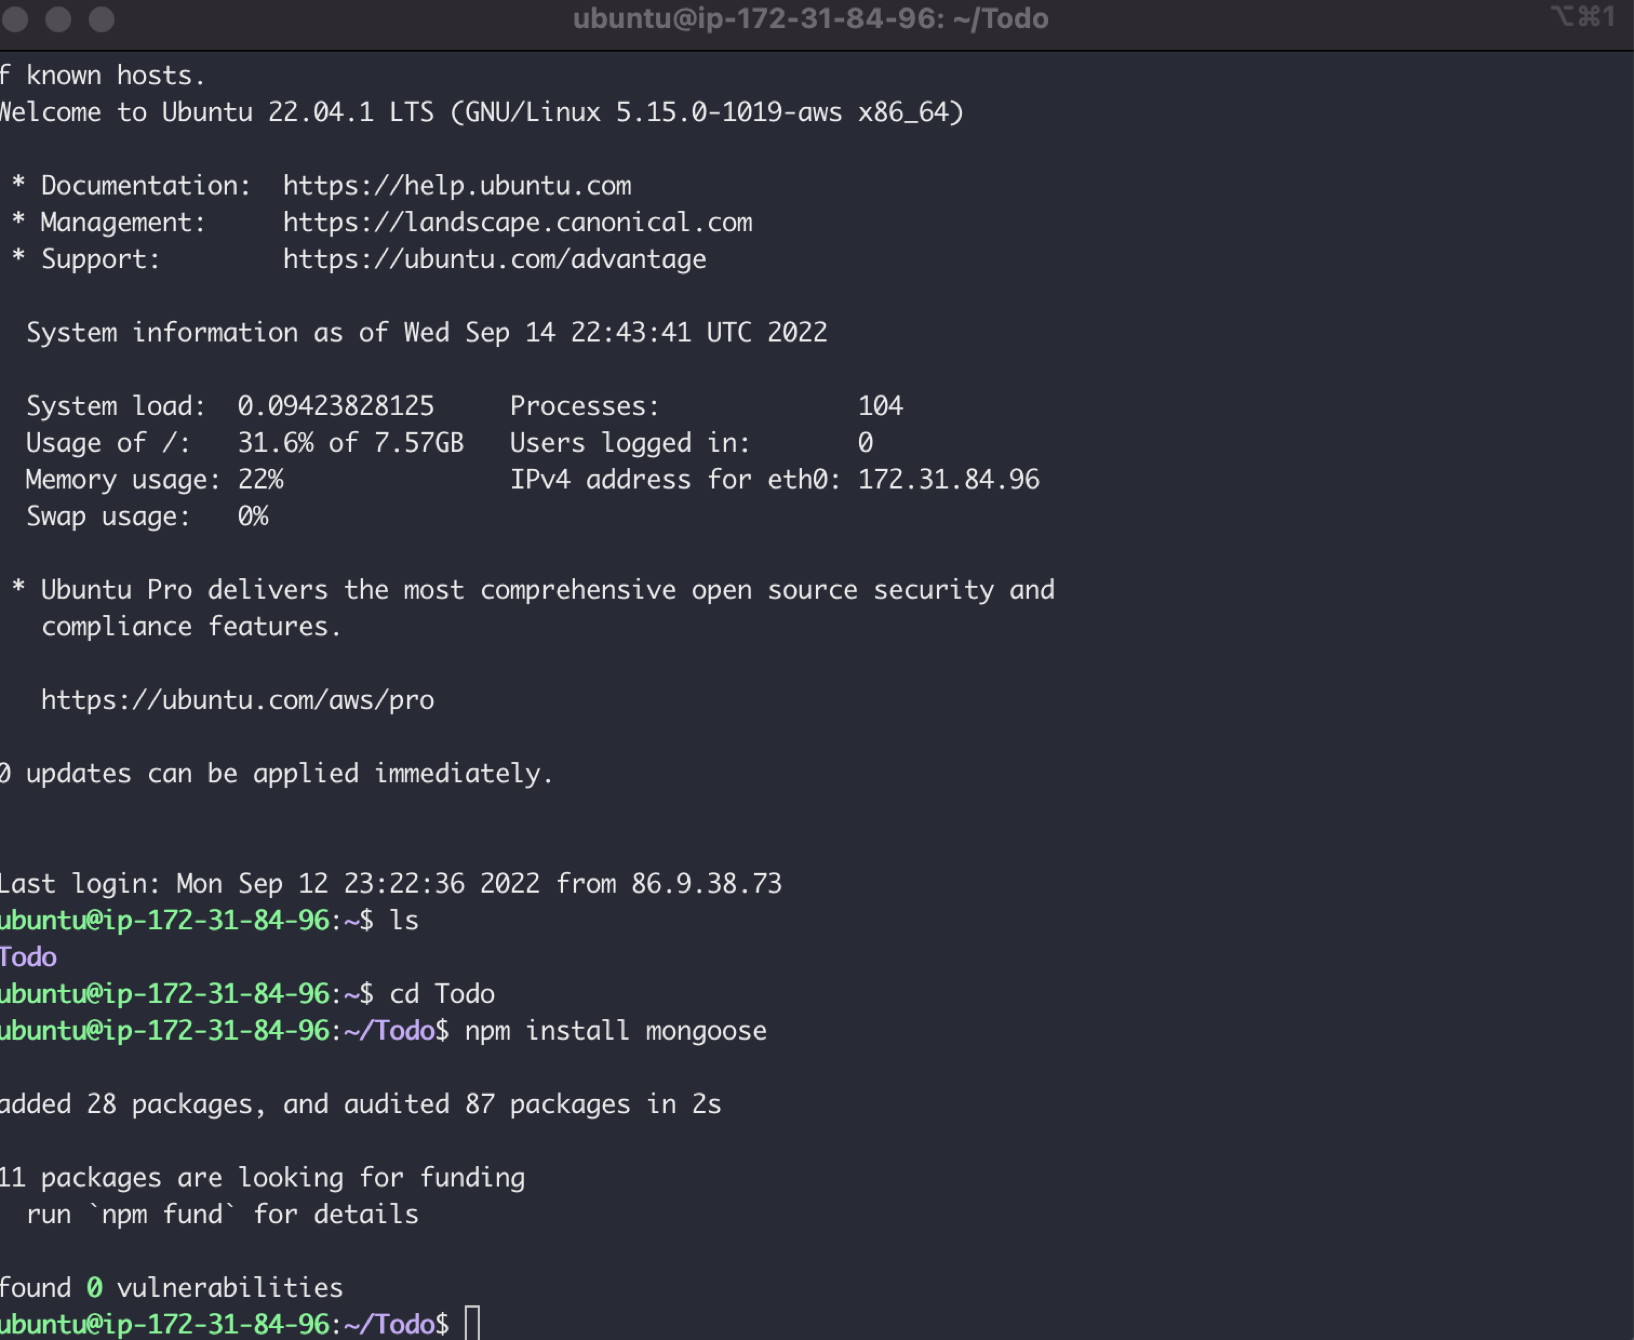 ubuntu@ip-172-31-84-96: ~/Todo
⌥⌘1
f known hosts.
Welcome to Ubuntu 22.04.1 LTS (GNU/Linux 5.15.0-1019-aws x86_64)
* Documentation:  https://help.ubuntu.com
* Management:     https://landscape.canonical.com
* Support:        https://ubuntu.com/advantage
System information as of Wed Sep 14 22:43:41 UTC 2022
System load:  0.09423828125     Processes:             104
Usage of /:   31.6% of 7.57GB   Users logged in:       0
Memory usage: 22%               IPv4 address for eth0: 172.31.84.96
Swap usage:   0%
* Ubuntu Pro delivers the most comprehensive open source security and
compliance features.
https://ubuntu.com/aws/pro
0 updates can be applied immediately.
Last login: Mon Sep 12 23:22:36 2022 from 86.9.38.73
ubuntu@ip-172-31-84-96:~$ ls
Todo
ubuntu@ip-172-31-84-96:~$ cd Todo
ubuntu@ip-172-31-84-96:~/Todo$ npm install mongoose
added 28 packages, and audited 87 packages in 2s
11 packages are looking for funding
run `npm fund` for details
found 0 vulnerabilities
ubuntu@ip-172-31-84-96:~/Todo$